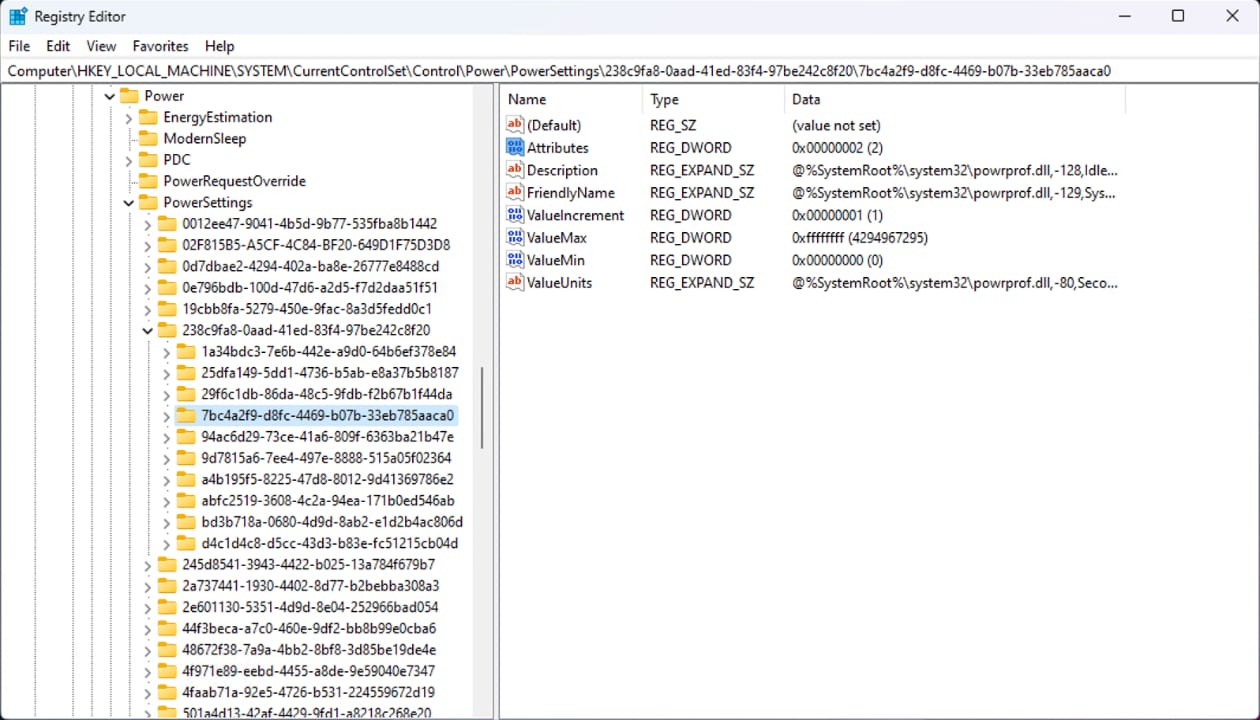 Registry Editor
File Edit View Favorites Help
Computer\HKEY_LOCAL_MACHINE\SYSTEM\CurrentControlSet\Control\Power\PowerSettings\238c9fa8-0aad-41ed-83f4-97be242c8f20\7bc4a2f9-d8fc-4469-b07b-33eb785aaca0
Power
EnergyEstimation
ModernSleep
PDC
PowerRequestOverride
PowerSettings
0012ee47-9041-4b5d-9b77-535fba8b1442
02F815B5-A5CF-4C84-BF20-649D1F75D3D8
0d7dbae2-4294-402a-ba8e-26777e8488cd
0e796bdb-100d-47d6-a2d5-f7d2daa51f51
19cbb8fa-5279-450e-9fac-8a3d5fedd0c1
238c9fa8-0aad-41ed-83f4-97be242c8f20
1a34bdc3-7e6b-442e-a9d0-64b6ef378e84
25dfa149-5dd1-4736-b5ab-e8a37b5b8187
29f6c1db-86da-48c5-9fdb-f2b67b1f44da
7bc4a2f9-d8fc-4469-b07b-33eb785aaca0
94ac6d29-73ce-41a6-809f-6363ba21b47e
9d7815a6-7ee4-497e-8888-515a05f02364
a4b195f5-8225-47d8-8012-9d41369786e2
abfc2519-3608-4c2a-94ea-171b0ed546ab
bd3b718a-0680-4d9d-8ab2-e1d2b4ac806d
d4c1d4c8-d5cc-43d3-b83e-fc51215cb04d
245d8541-3943-4422-b025-13a784f679b7
2a737441-1930-4402-8d77-b2bebba308a3
2e601130-5351-4d9d-8e04-252966bad054
44f3beca-a7c0-460e-9df2-bb8b99e0cba6
48672f38-7a9a-4bb2-8bf8-3d85be19de4e
4f971e89-eebd-4455-a8de-9e59040e7347
4faab71a-92e5-4726-b531-224559672d19
501a4d13-42af-4429-9fd1-a8218c268e20
Name Type Data
(Default) REG_SZ (value not set)
Attributes REG_DWORD 0x00000002 (2)
Description REG_EXPAND_SZ @%SystemRoot%\system32\powrprof.dll,-128,Idle...
FriendlyName REG_EXPAND_SZ @%SystemRoot%\system32\powrprof.dll,-129,Sys...
ValueIncrement REG_DWORD 0x00000001 (1)
ValueMax REG_DWORD 0xffffffff (4294967295)
ValueMin REG_DWORD 0x00000000 (0)
ValueUnits REG_EXPAND_SZ @%SystemRoot%\system32\powrprof.dll,-80,Seco...